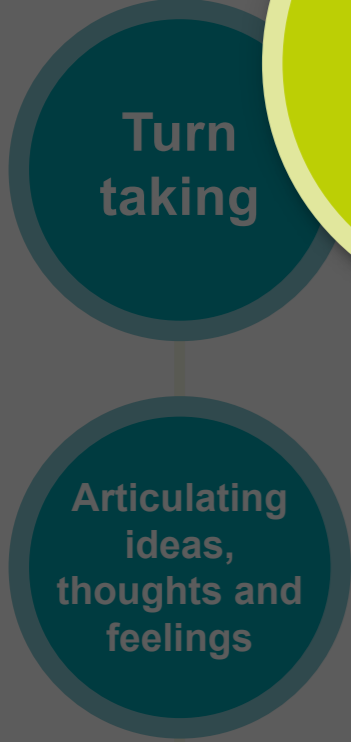 Turn
taking
Articulating
ideas,
thoughts and
feelings